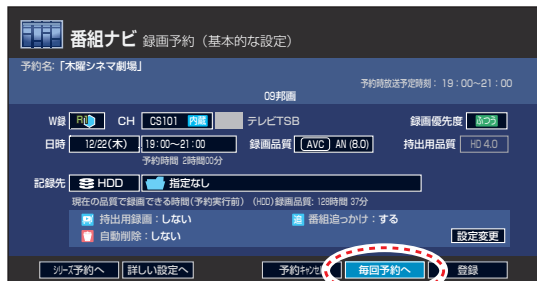 番組ナビ 録画予約(基本的な設定)
予約名:「木曜シネマ劇場」
予約時放送予定時刻: 19:00~21:00
09邦画
W録 R1 CH CS101 内蔵 テレビTSB 録画優先度 ふつう
日時 12/22(木) 19:00~21:00 録画品質 AVC AN (8.0) 持出用品質 HD 4.0
予約時間 2時間00分
記録先 HDD 指定なし
現在の品質で録画できる時間(予約実行前) (HDD)録画品質: 128時間 37分
持出用録画:しない 追 番組追っかけ:する
自動削除:しない 設定変更
シリーズ予約へ 詳しい設定へ 予約キャンセル 毎回予約へ 登録